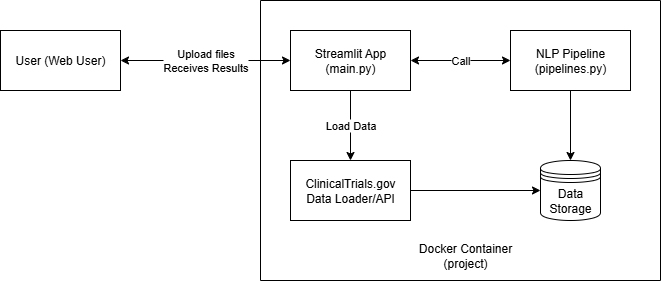 User (Web User)
Upload files
Receives Results
Streamlit App
(main.py)
Call
NLP Pipeline
(pipelines.py)
Load Data
ClinicalTrials.gov
Data Loader/API
Data
Storage
Docker Container
(project)